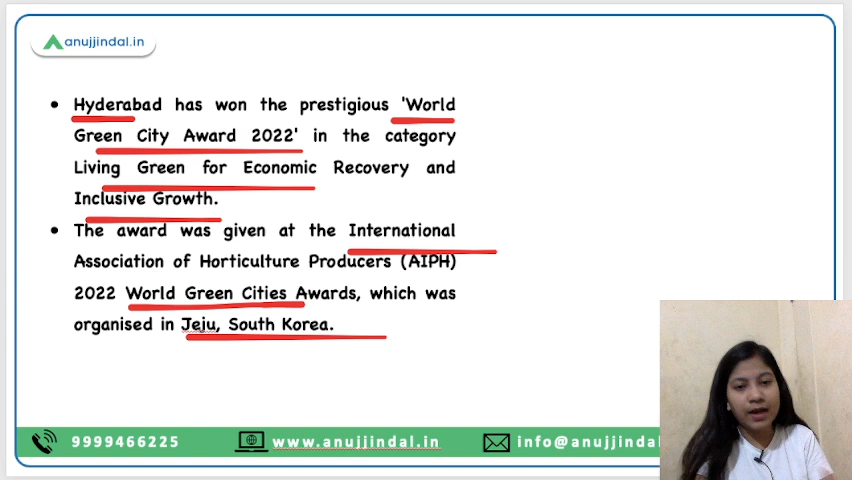 anujjindal.in
• Hyderabad has won the prestigious 'World
Green City Award 2022' in the category
Living Green for Economic Recovery and
Inclusive Growth.
• The award was given at the International
Association of Horticulture Producers (AIPH)
2022 World Green Cities Awards, which was
organised in Jeju, South Korea.
9999466225 www.anujjindal.in info@anujjindal